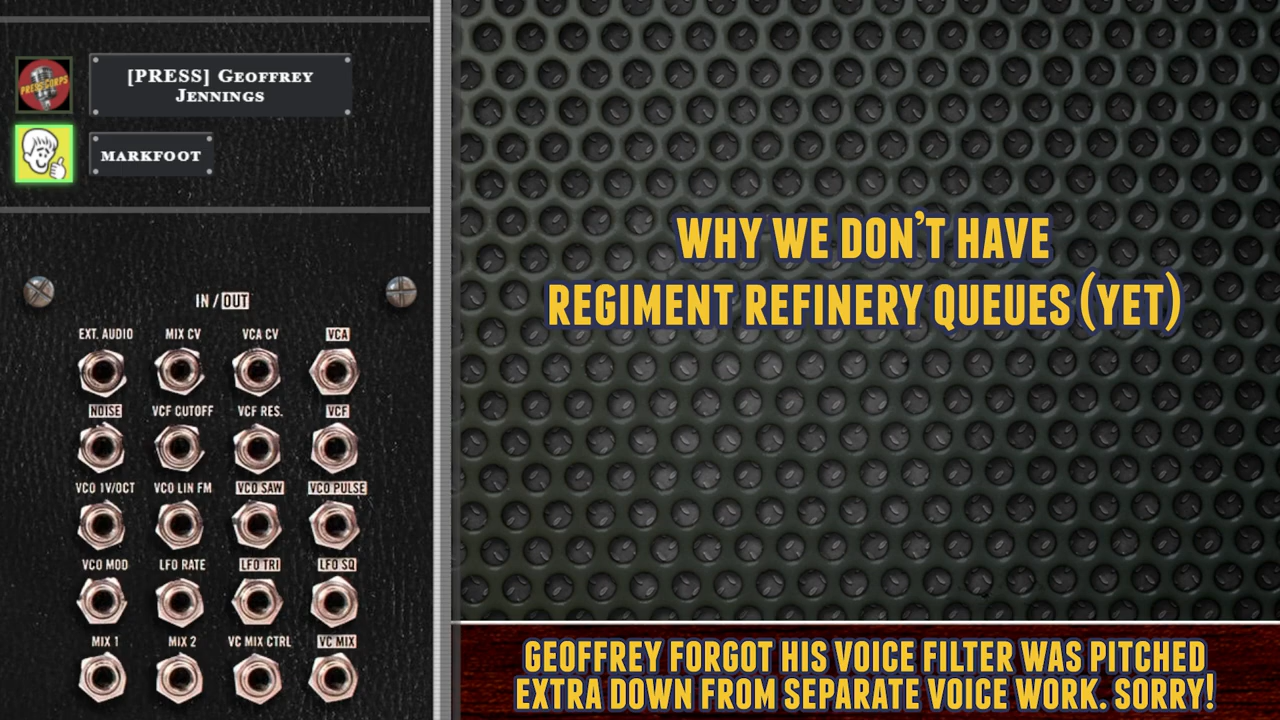 PRESS CORPS
[PRESS] GEOFFREY
JENNINGS
MARKFOOT
IN / OUT
EXT. AUDIO MIX CV VCA CV VCA
NOISE VCF CUTOFF VCF RES. VCF
VCO 1V/OCT VCO LIN FM VCO SAW VCO PULSE
VCO MOD LFO RATE LFO TRI LFO SQ
MIX 1 MIX 2 VC MIX CTRL VC MIX
WHY WE DON'T HAVE
REGIMENT REFINERY QUEUES (YET)
GEOFFREY FORGOT HIS VOICE FILTER WAS PITCHED
EXTRA DOWN FROM SEPARATE VOICE WORK. SORRY!